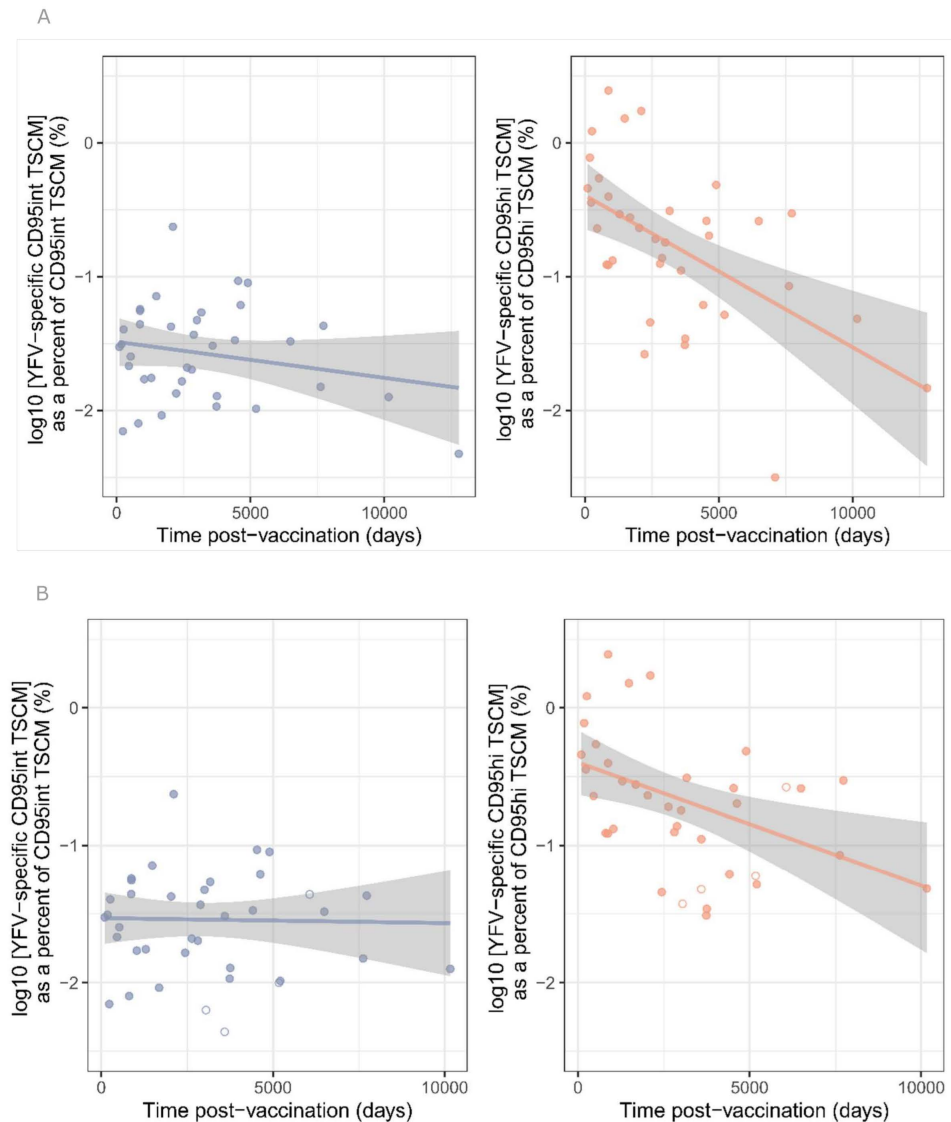 A
log10 [YFV−specific CD95int TSCM]
as a percent of CD95int TSCM (%)
0
−1
−2
0
5000
10000
Time post−vaccination (days)
log10 [YFV−specific CD95hi TSCM]
as a percent of CD95hi TSCM (%)
0
−1
−2
0
5000
10000
Time post−vaccination (days)
B
log10 [YFV−specific CD95int TSCM]
as a percent of CD95int TSCM (%)
0
−1
−2
0
5000
10000
Time post−vaccination (days)
log10 [YFV−specific CD95hi TSCM]
as a percent of CD95hi TSCM (%)
0
−1
−2
0
5000
10000
Time post−vaccination (days)